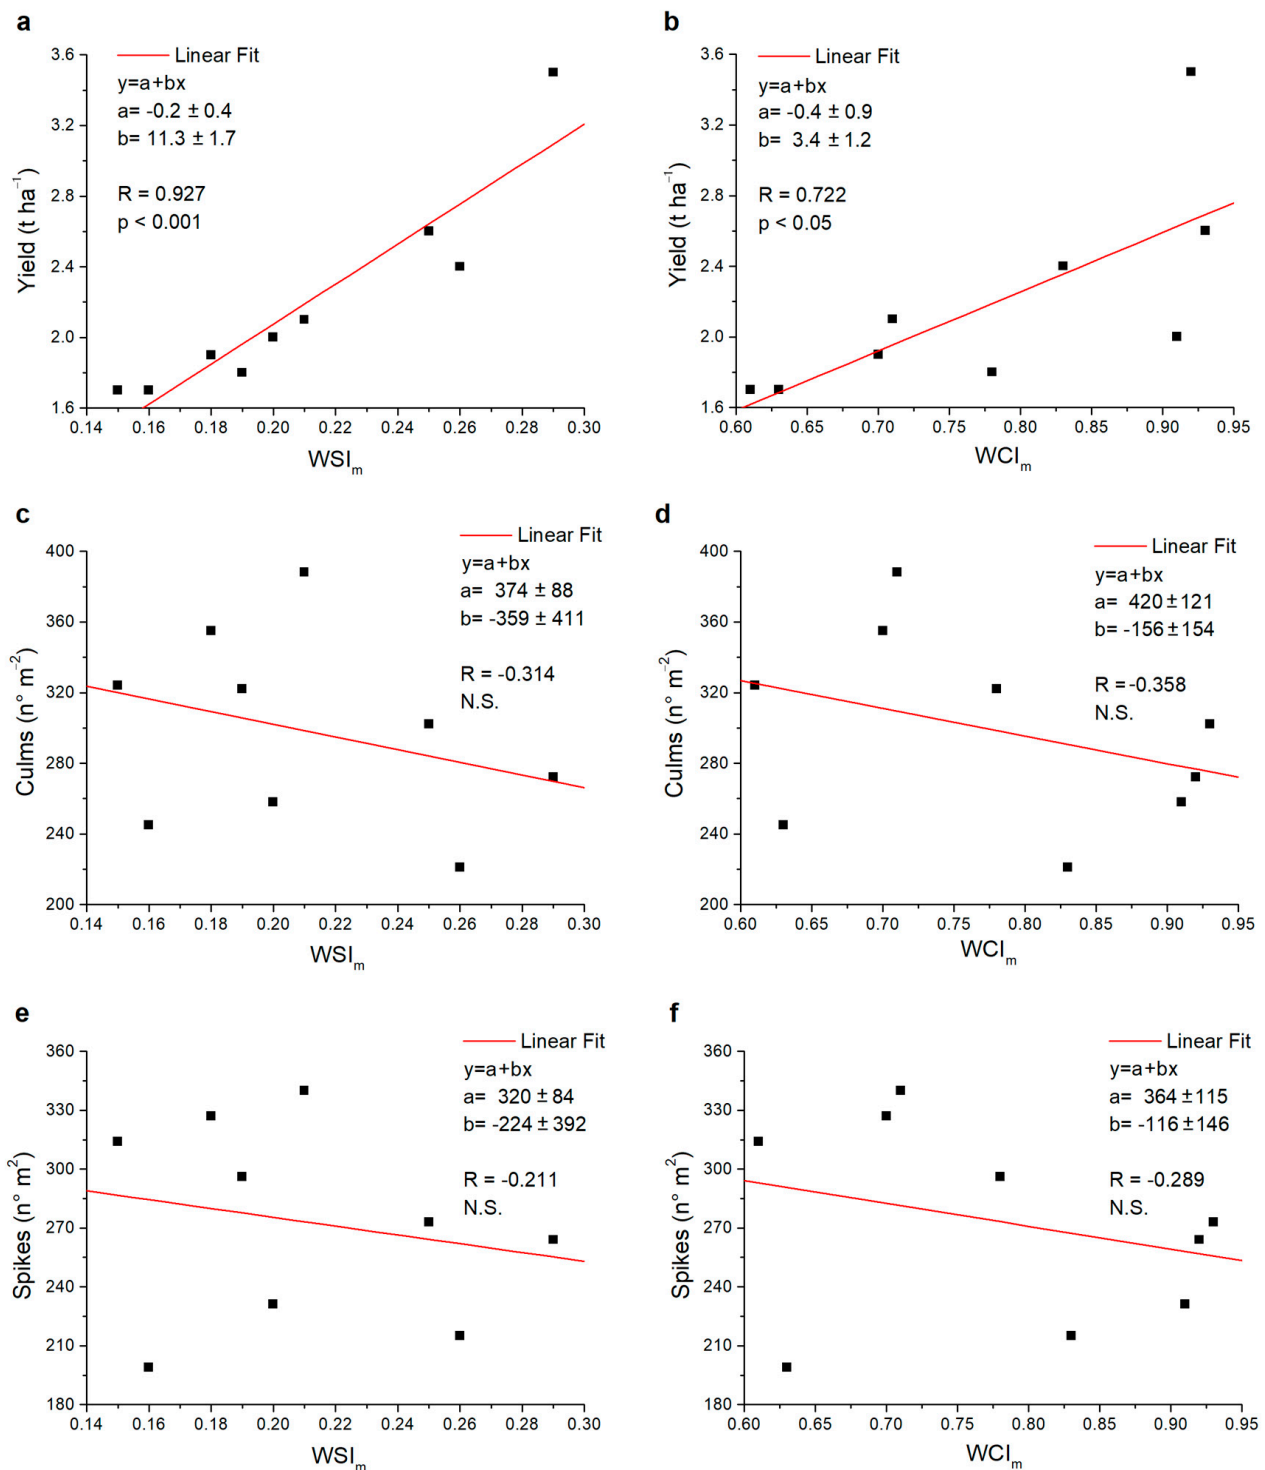 a
Linear Fit
y=a+bx
a= -0.2 ± 0.4
b= 11.3 ± 1.7
R = 0.927
p < 0.001
Yield (t ha⁻¹)
3.6
3.2
2.8
2.4
2.0
1.6
0.14 0.16 0.18 0.20 0.22 0.24 0.26 0.28 0.30
WSIₘ
b
Linear Fit
y=a+bx
a= -0.4 ± 0.9
b= 3.4 ± 1.2
R = 0.722
p < 0.05
Yield (t ha⁻¹)
3.6
3.2
2.8
2.4
2.0
1.6
0.60 0.65 0.70 0.75 0.80 0.85 0.90 0.95
WCIₘ
c
Linear Fit
y=a+bx
a= 374 ± 88
b= -359 ± 411
R = -0.314
N.S.
Culms (n° m⁻²)
400
360
320
280
240
200
0.14 0.16 0.18 0.20 0.22 0.24 0.26 0.28 0.30
WSIₘ
d
Linear Fit
y=a+bx
a= 420 ± 121
b= -156 ± 154
R = -0.358
N.S.
Culms (n° m⁻²)
400
360
320
280
240
200
0.60 0.65 0.70 0.75 0.80 0.85 0.90 0.95
WCIₘ
e
Linear Fit
y=a+bx
a= 320 ± 84
b= -224 ± 392
R = -0.211
N.S.
Spikes (n° m²)
360
330
300
270
240
210
180
0.14 0.16 0.18 0.20 0.22 0.24 0.26 0.28 0.30
WSIₘ
f
Linear Fit
y=a+bx
a= 364 ± 115
b= -116 ± 146
R = -0.289
N.S.
Spikes (n° m²)
360
330
300
270
240
210
180
0.60 0.65 0.70 0.75 0.80 0.85 0.90 0.95
WCIₘ